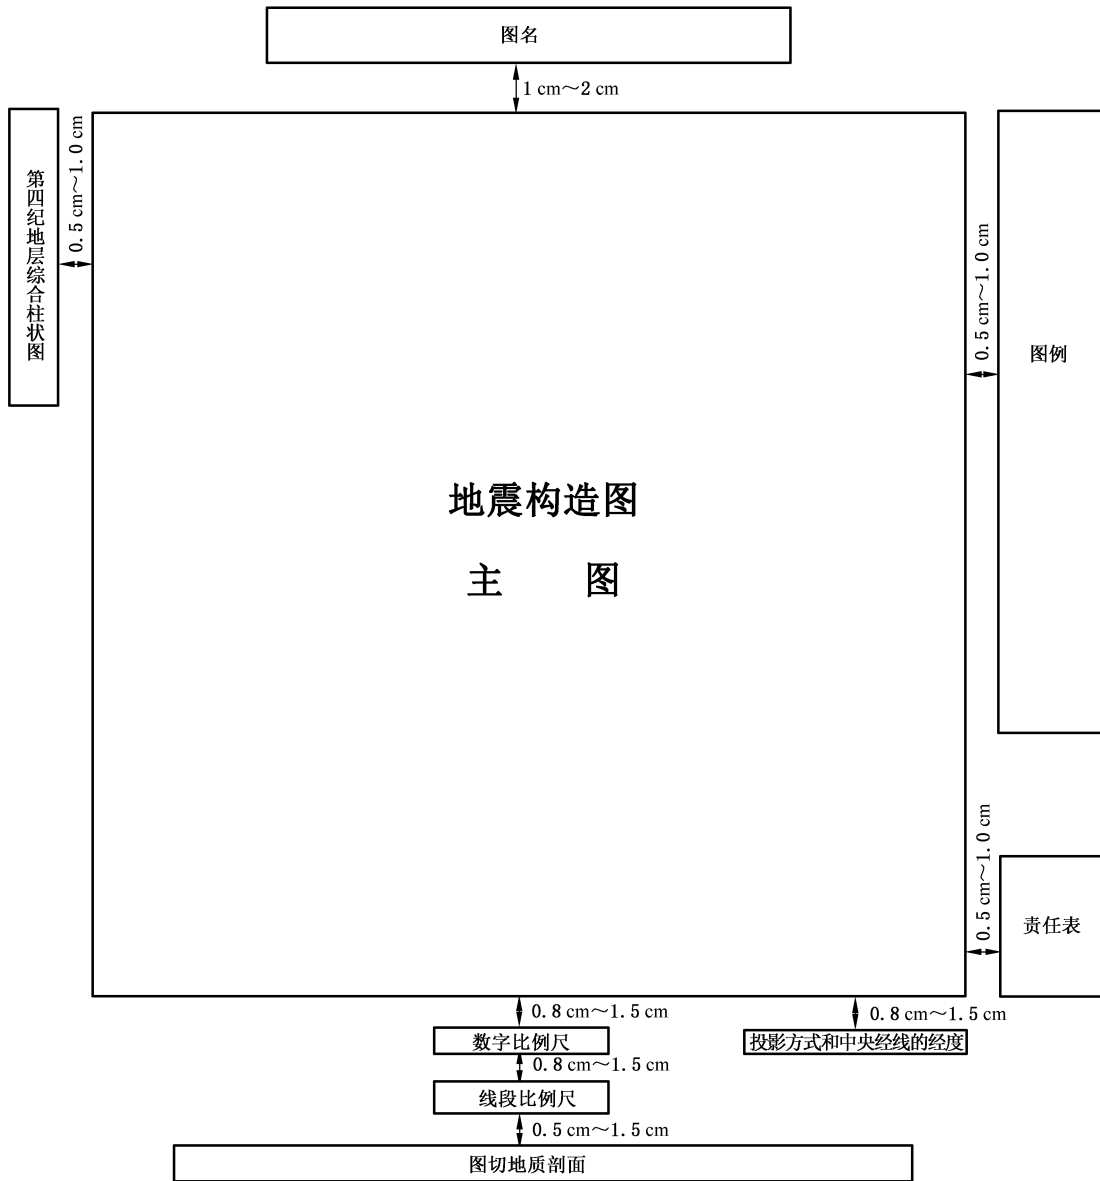 图名
1 cm～2 cm
第四纪地层综合柱状图
0.5 cm～1.0 cm
0.5 cm～1.0 cm
图例
地震构造图
主 图
0.5 cm～1.0 cm
责任表
0.8 cm～1.5 cm
0.8 cm～1.5 cm
数字比例尺
投影方式和中央经线的经度
0.8 cm～1.5 cm
线段比例尺
0.5 cm～1.5 cm
图切地质剖面